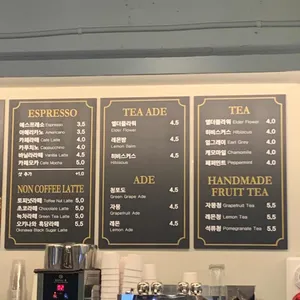 ESPRESSO
에스프레소 Espresso 3.5
아메리카노 Americano 3.5
카페라떼 Cafe Latte 4.0
카푸치노 Cappuccino 4.0
바닐라라떼 Vanilla Latte 4.5
카페모카 Cafe Mocha 5.0
샷 추가 +1.0
NON COFFEE LATTE
토피넛라떼 Toffee Nut Latte 5.0
초코라떼 Chocolate Latte 5.0
녹차라떼 Green Tea Latte 5.0
오키나와 흑당라떼 5.5
Okinawa Black Sugar Latte
TEA ADE
엘더플라워 4.5
Elder Flower
레몬밤 4.5
Lemon Balm
히비스커스 4.5
Hibiscus
ADE
청포도 4.5
Green Grape Ade
자몽 4.5
Grapefruit Ade
레몬 4.5
Lemon Ade
TEA
엘더플라워 4.0
Elder Flower
히비스커스 4.0
Hibiscus
얼그레이 Earl Grey 4.0
캐모마일 Chamomile 4.0
페퍼민트 Peppermint 4.0
HANDMADE
FRUIT TEA
자몽청 Grapefruit Tea 5.5
레몬청 Lemon Tea 5.5
석류청 Pomegranate Tea 5.5